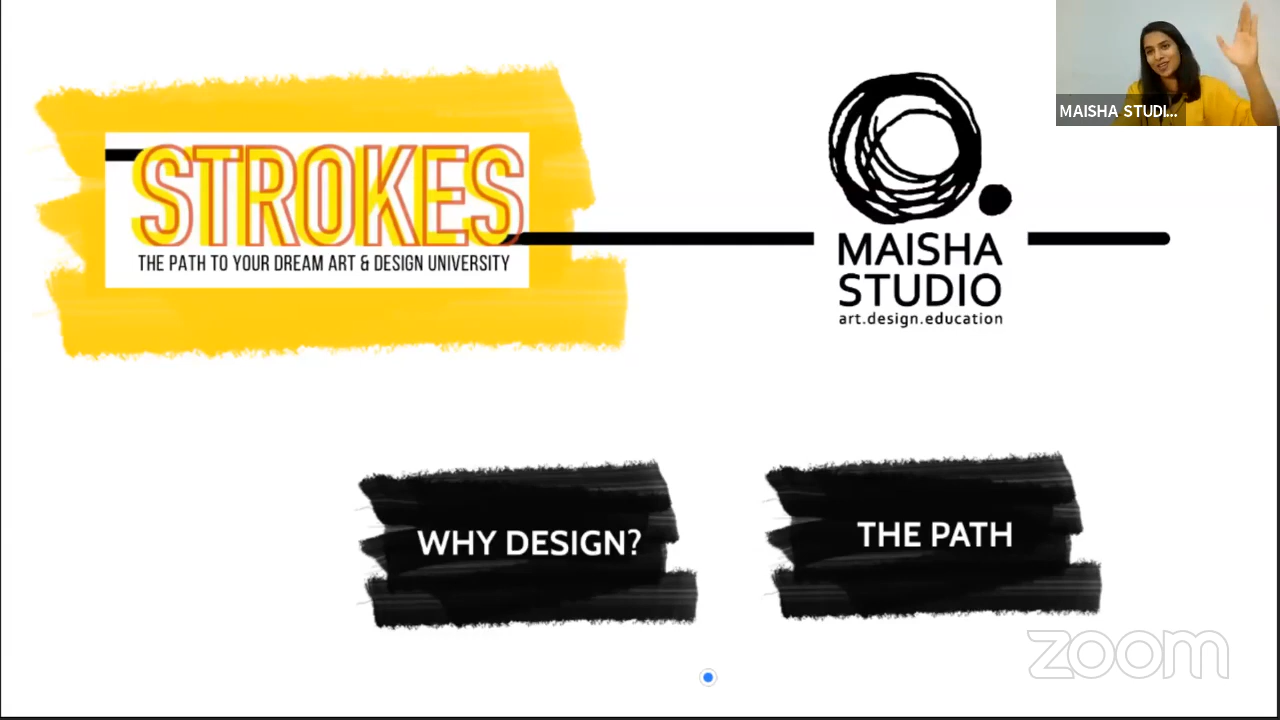 STROKES
THE PATH TO YOUR DREAM ART & DESIGN UNIVERSITY
MAISHA
STUDIO
art.design.education
MAISHA STUDI...
WHY DESIGN?
THE PATH
zoom